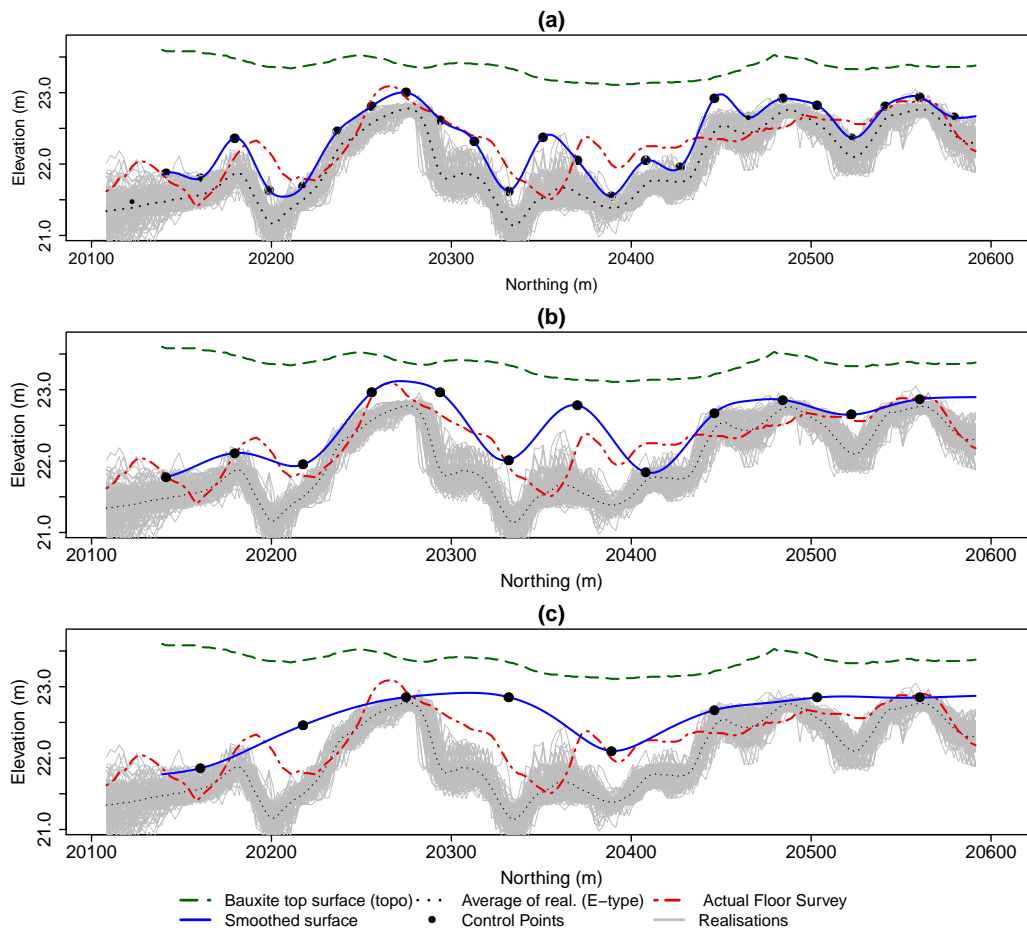 (a)
Elevation (m)
23.0
22.0
21.0
20100 20200 20300 20400 20500 20600
Northing (m)
(b)
Elevation (m)
23.0
22.0
21.0
20100 20200 20300 20400 20500 20600
Northing (m)
(c)
Elevation (m)
23.0
22.0
21.0
20100 20200 20300 20400 20500 20600
Northing (m)
Bauxite top surface (topo) Average of real. (E−type) Actual Floor Survey
Smoothed surface Control Points Realisations